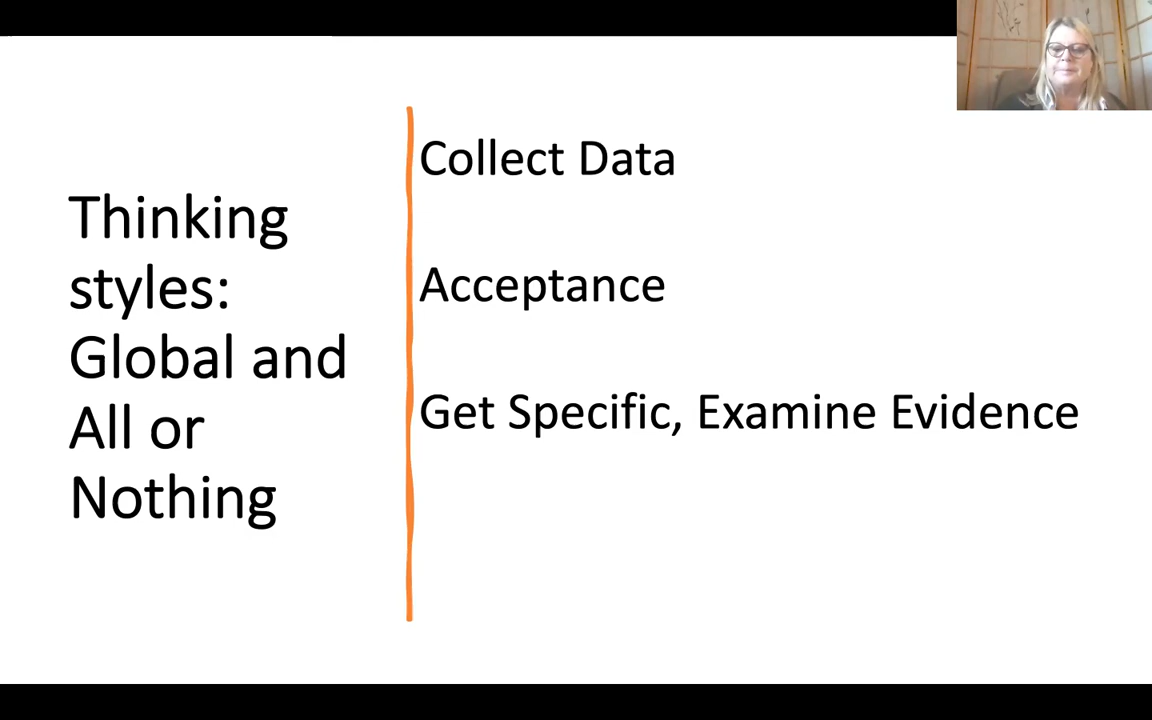 Thinking
styles:
Global and
All or
Nothing
Collect Data
Acceptance
Get Specific, Examine Evidence